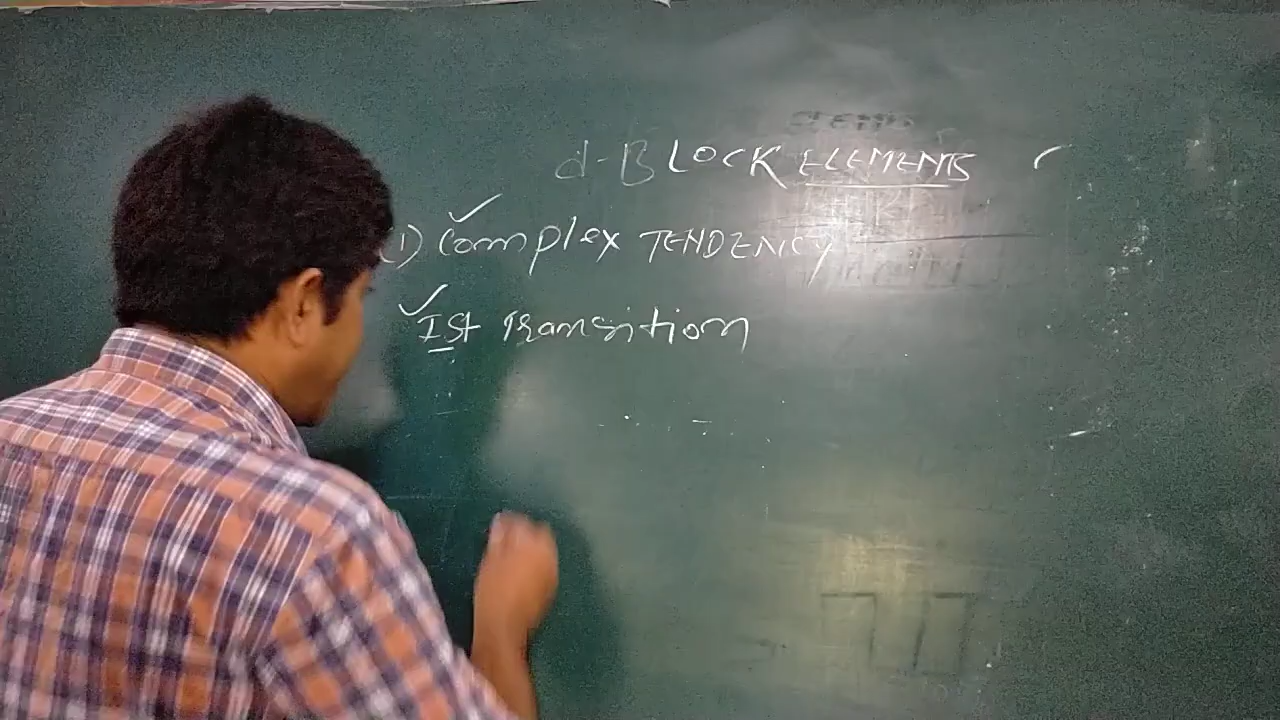 d-BLOCK ELEMENTS
(1) Complex TENDENCY
Ist Transition